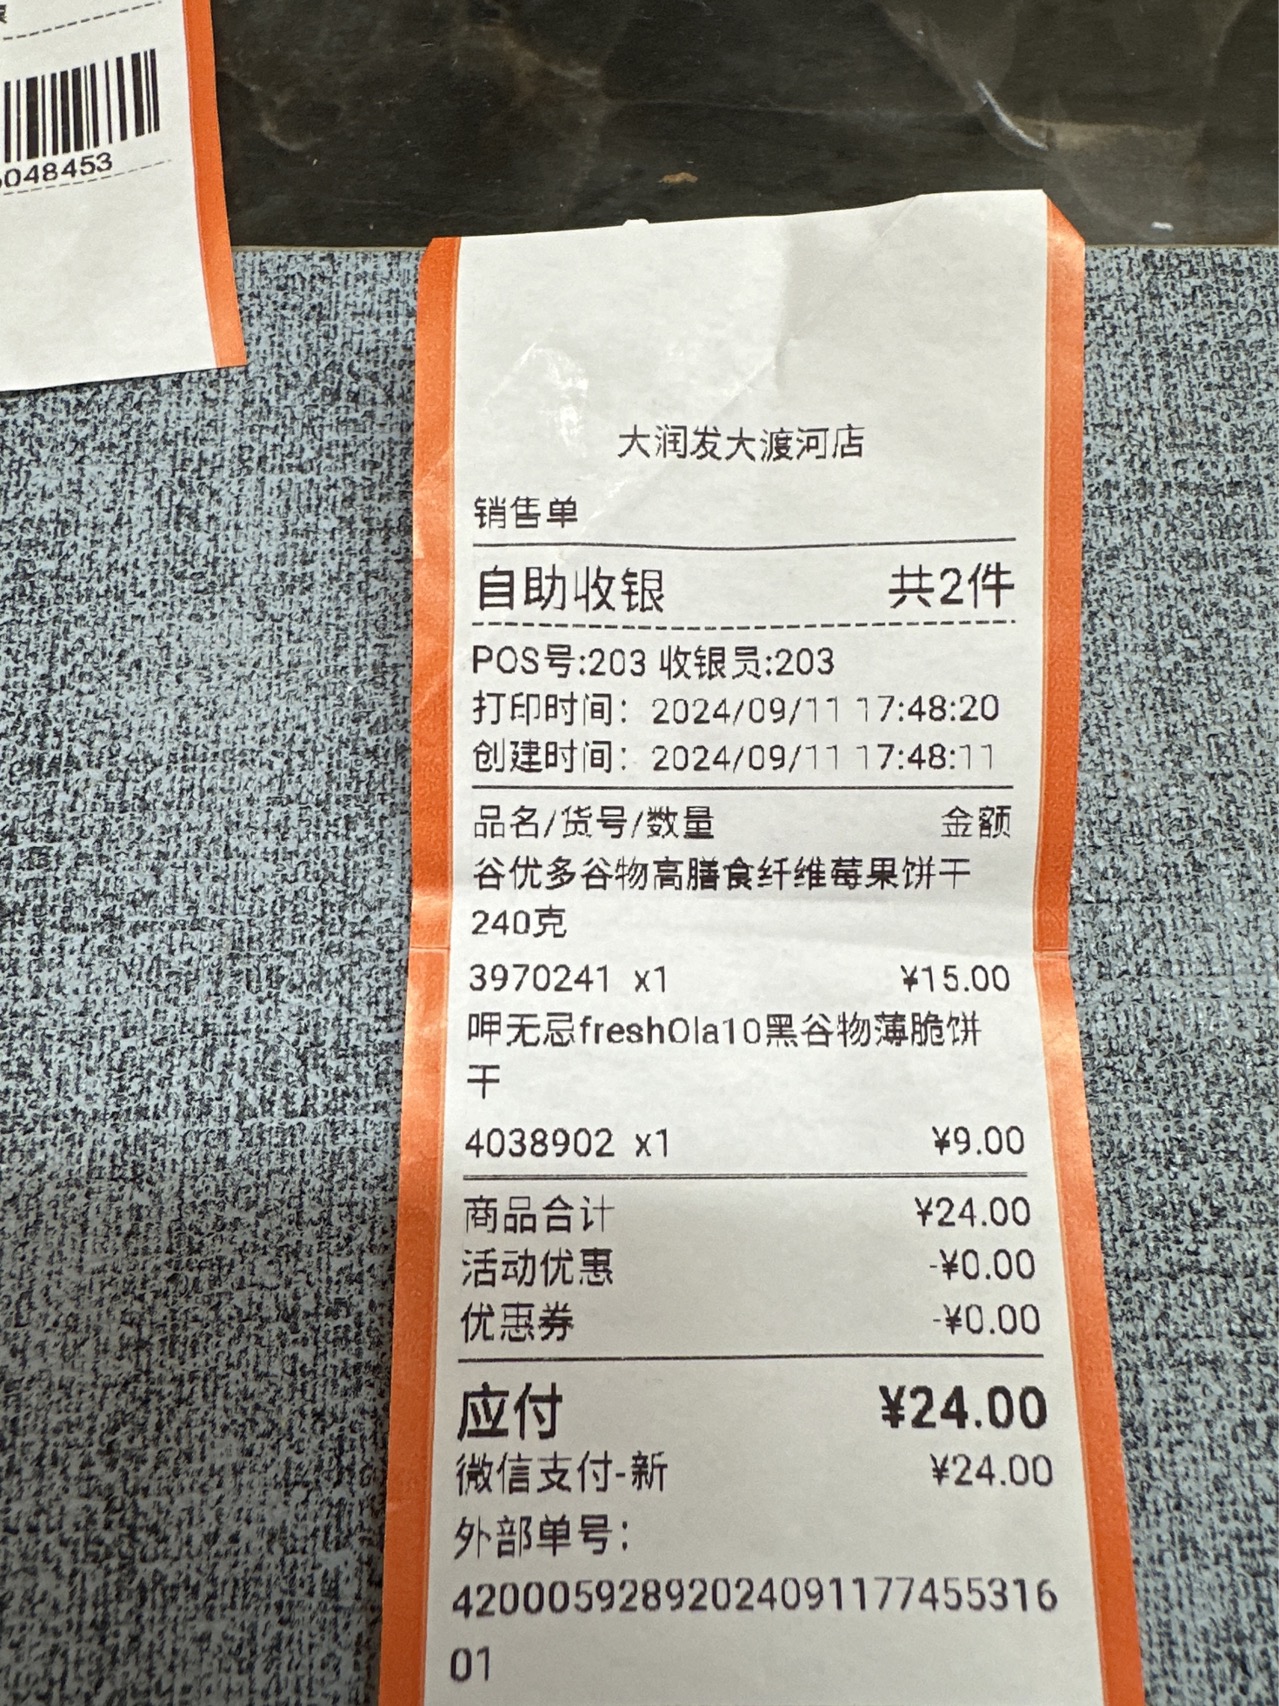 048453
大润发大渡河店
销售单
自助收银 共2件
POS号:203 收银员:203
打印时间：2024/09/11 17:48:20
创建时间：2024/09/11 17:48:11
品名/货号/数量 金额
谷优多谷物高膳食纤维莓果饼干
240克
3970241 x1 ¥15.00
呷无忌freshOla10黑谷物薄脆饼
干
4038902 x1 ¥9.00
商品合计 ¥24.00
活动优惠 -¥0.00
优惠券 -¥0.00
应付 ¥24.00
微信支付-新 ¥24.00
外部单号：
42000592892024091177455316
01